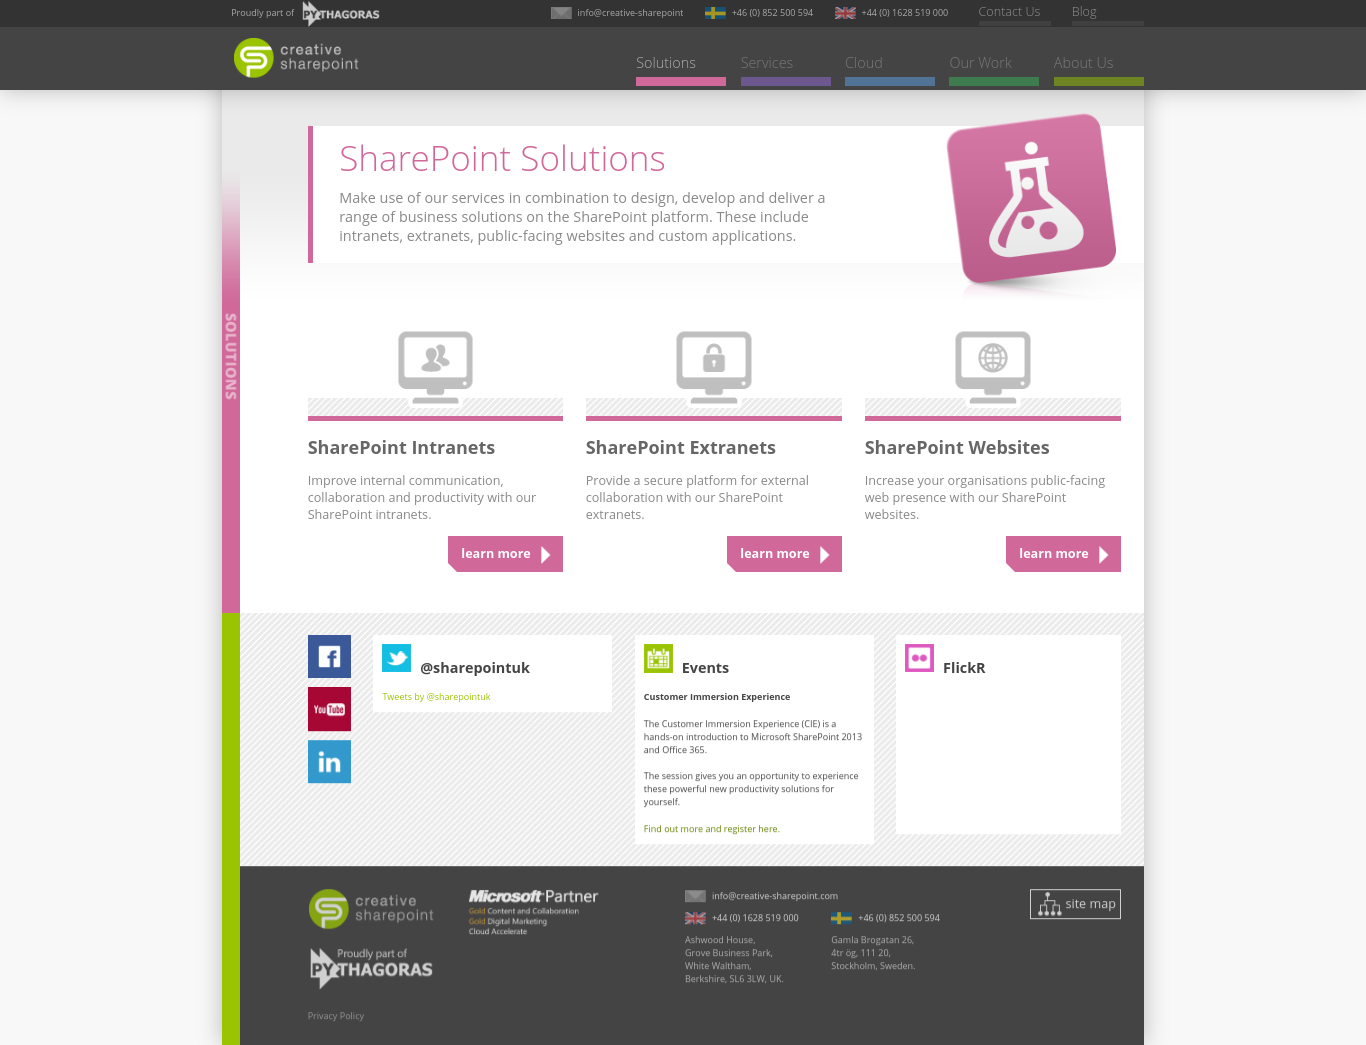 Proudly part of PYTHAGORAS
info@creative-sharepoint
+46 (0) 852 500 594
+44 (0) 1628 519 000
Contact Us
Blog
creative
sharepoint
Solutions
Services
Cloud
Our Work
About Us
SharePoint Solutions
Make use of our services in combination to design, develop and deliver a
range of business solutions on the SharePoint platform. These include
intranets, extranets, public-facing websites and custom applications.
SOLUTIONS
SharePoint Intranets
Improve internal communication,
collaboration and productivity with our
SharePoint intranets.
learn more
SharePoint Extranets
Provide a secure platform for external
collaboration with our SharePoint
extranets.
learn more
SharePoint Websites
Increase your organisations public-facing
web presence with our SharePoint
websites.
learn more
You Tube
in
@sharepointuk
Tweets by @sharepointuk
Events
Customer Immersion Experience
The Customer Immersion Experience (CIE) is a
hands-on introduction to Microsoft SharePoint 2013
and Office 365.
The session gives you an opportunity to experience
these powerful new productivity solutions for
yourself.
Find out more and register here.
FlickR
creative
sharepoint
Proudly part of
PYTHAGORAS
Microsoft Partner
Gold Content and Collaboration
Gold Digital Marketing
Cloud Accelerate
info@creative-sharepoint.com
+44 (0) 1628 519 000
Ashwood House,
Grove Business Park,
White Waltham,
Berkshire, SL6 3LW, UK.
+46 (0) 852 500 594
Gamla Brogatan 26,
4tr ög, 111 20,
Stockholm, Sweden.
site map
Privacy Policy